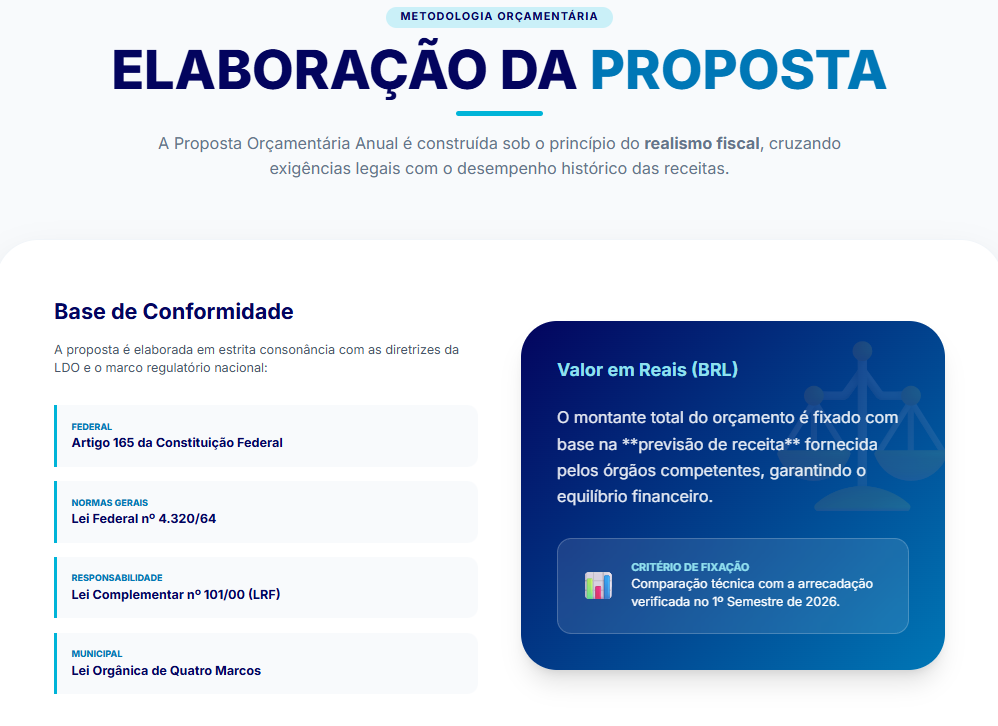 METODOLOGIA ORÇAMENTÁRIA
ELABORAÇÃO DA PROPOSTA
A Proposta Orçamentária Anual é construída sob o princípio do realismo fiscal, cruzando
exigências legais com o desempenho histórico das receitas.
Base de Conformidade
A proposta é elaborada em estrita consonância com as diretrizes da
LDO e o marco regulatório nacional:
FEDERAL
Artigo 165 da Constituição Federal
NORMAS GERAIS
Lei Federal nº 4.320/64
RESPONSABILIDADE
Lei Complementar nº 101/00 (LRF)
MUNICIPAL
Lei Orgânica de Quatro Marcos
Valor em Reais (BRL)
O montante total do orçamento é fixado com
base na **previsão de receita** fornecida
pelos órgãos competentes, garantindo o
equilíbrio financeiro.
CRITÉRIO DE FIXAÇÃO
Comparação técnica com a arrecadação
verificada no 1º Semestre de 2026.